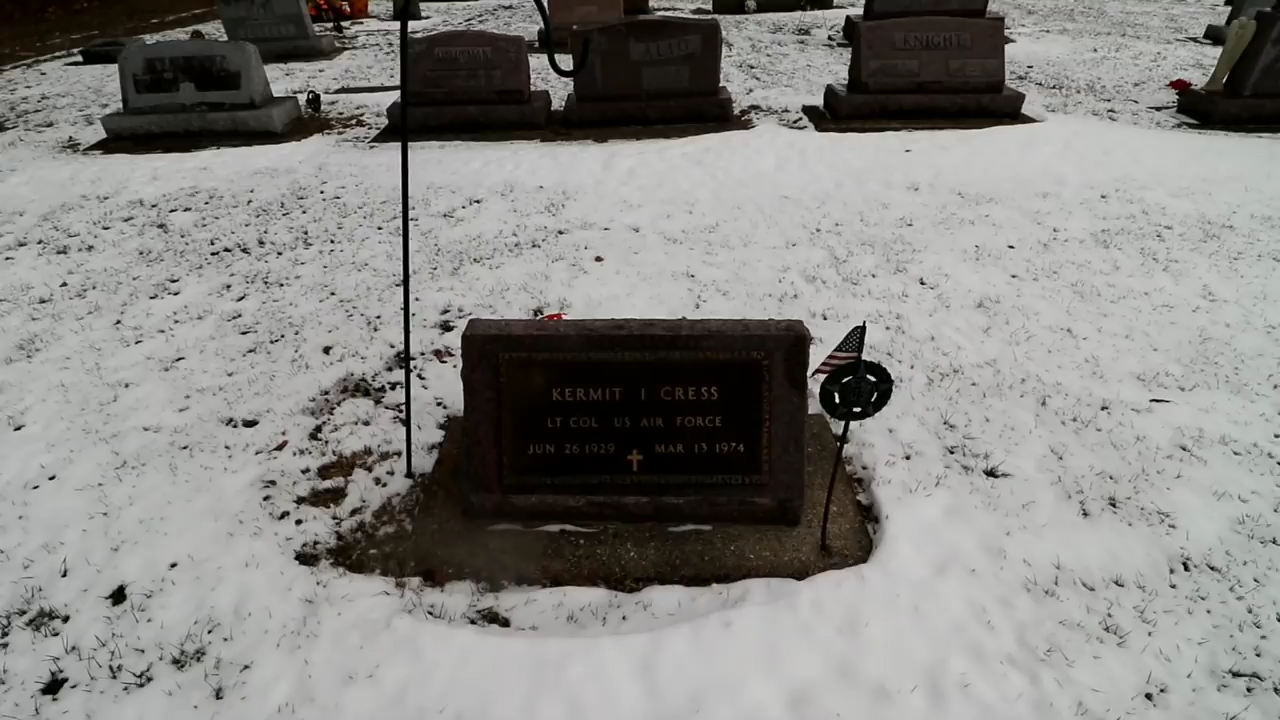 KNIGHT
KERMIT I CRESS
LT COL US AIR FORCE
JUN 26 1929 MAR 13 1974